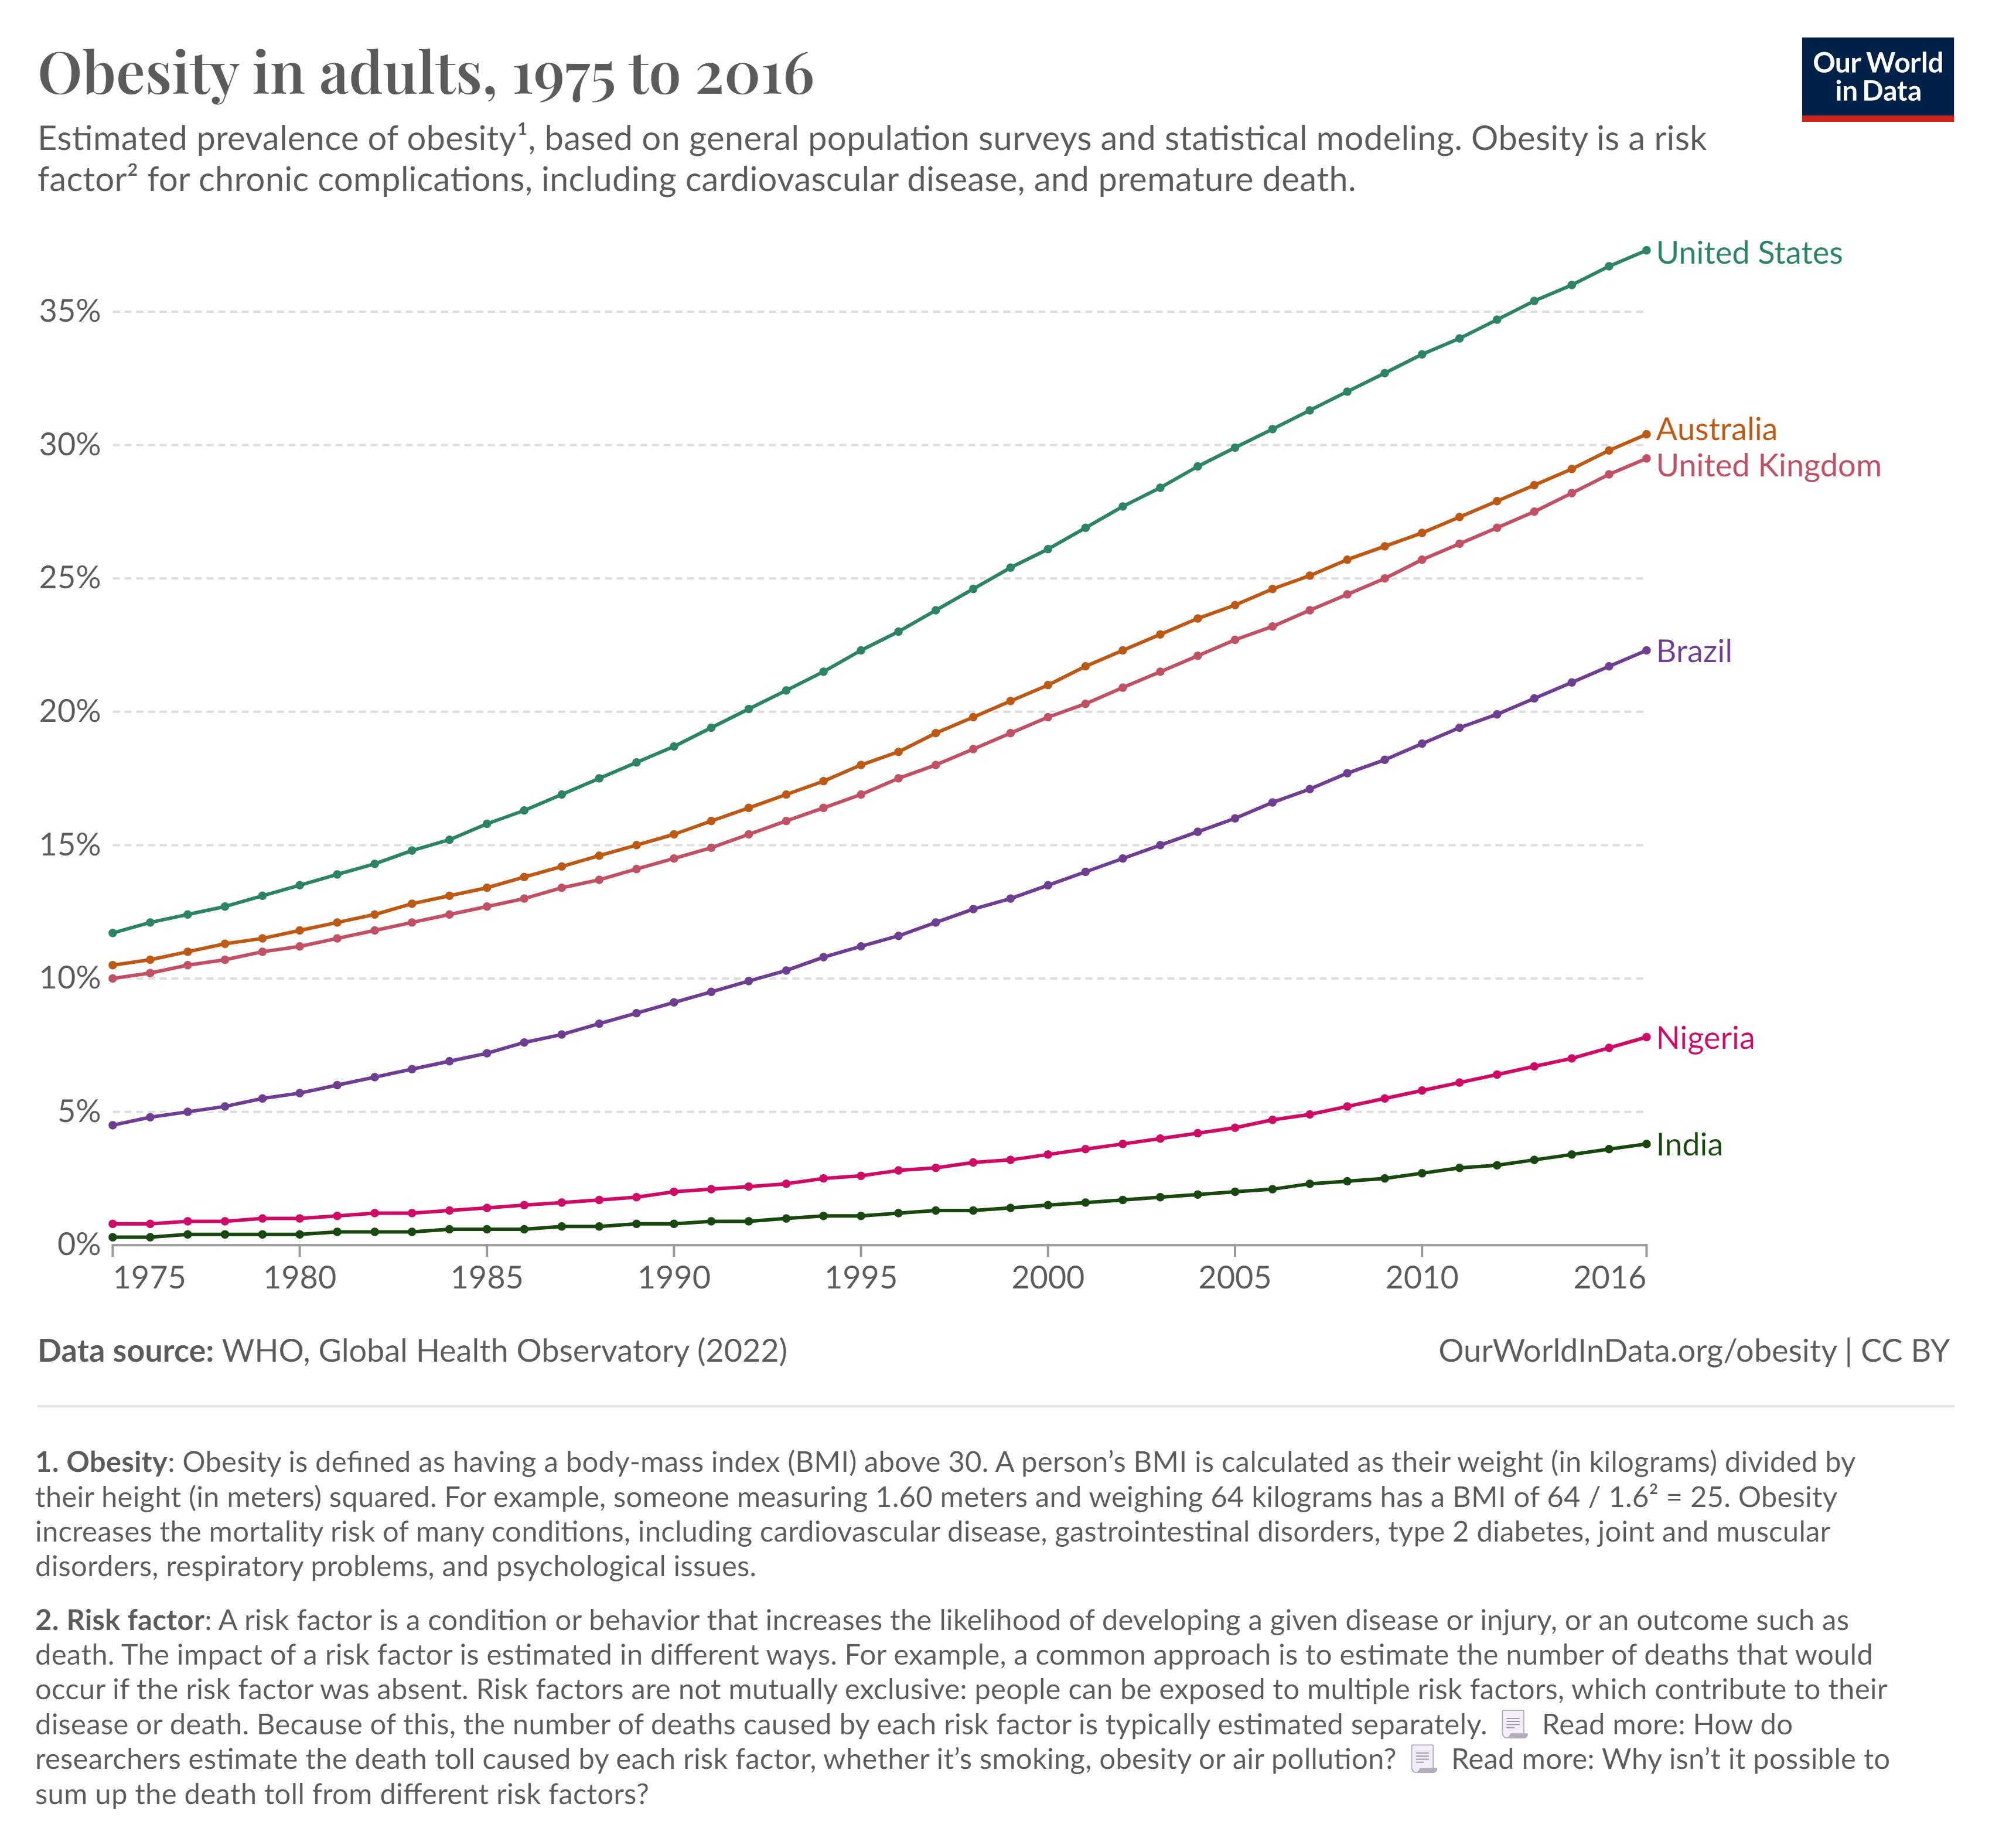 Obesity in adults, 1975 to 2016
Our World
in Data
Estimated prevalence of obesity¹, based on general population surveys and statistical modeling. Obesity is a risk
factor² for chronic complications, including cardiovascular disease, and premature death.
United States
35%
Australia
30%
United Kingdom
25%
Brazil
20%
15%
10%
Nigeria
5%
India
0%
1975 1980 1985 1990 1995 2000 2005 2010 2016
Data source: WHO, Global Health Observatory (2022)
OurWorldInData.org/obesity | CC BY
1. Obesity: Obesity is defined as having a body-mass index (BMI) above 30. A person’s BMI is calculated as their weight (in kilograms) divided by
their height (in meters) squared. For example, someone measuring 1.60 meters and weighing 64 kilograms has a BMI of 64 / 1.6² = 25. Obesity
increases the mortality risk of many conditions, including cardiovascular disease, gastrointestinal disorders, type 2 diabetes, joint and muscular
disorders, respiratory problems, and psychological issues.
2. Risk factor: A risk factor is a condition or behavior that increases the likelihood of developing a given disease or injury, or an outcome such as
death. The impact of a risk factor is estimated in different ways. For example, a common approach is to estimate the number of deaths that would
occur if the risk factor was absent. Risk factors are not mutually exclusive: people can be exposed to multiple risk factors, which contribute to their
disease or death. Because of this, the number of deaths caused by each risk factor is typically estimated separately. 📜 Read more: How do
researchers estimate the death toll caused by each risk factor, whether it’s smoking, obesity or air pollution? 📜 Read more: Why isn’t it possible to
sum up the death toll from different risk factors?